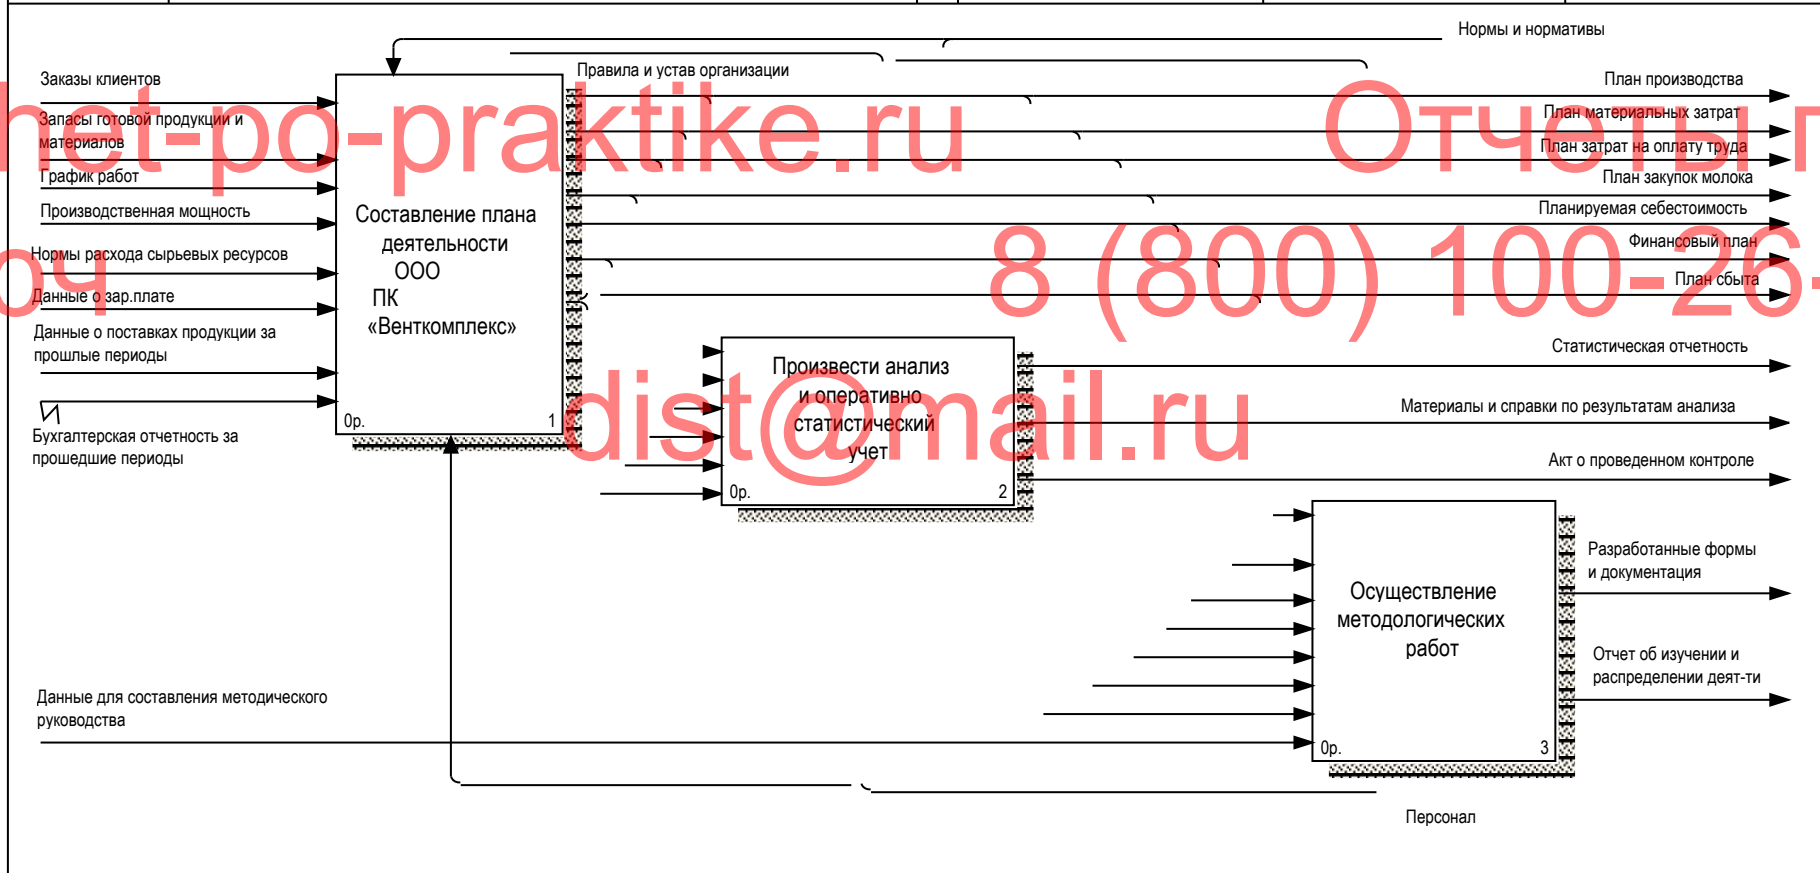 Нормы и нормативы
Правила и устав организации
Заказы клиентов
Запасы готовой продукции и
материалов
График работ
Производственная мощность
Нормы расхода сырьевых ресурсов
Данные о зар.плате
Данные о поставках продукции за
прошлые периоды
Бухгалтерская отчетность за
прошедшие периоды
Составление плана
деятельности
ООО
ПК
«Венткомплекс»
0р. 1
План производства
План материальных затрат
План затрат на оплату труда
План закупок молока
Планируемая себестоимость
Финансовый план
План сбыта
Произвести анализ
и оперативно
статистический
учет
0р. 2
Статистическая отчетность
Материалы и справки по результатам анализа
Акт о проведенном контроле
Осуществление
методологических
работ
0р. 3
Разработанные формы
и документация
Отчет об изучении и
распределении деят-ти
Данные для составления методического
руководства
Персонал
het-po-praktike.ru
Отчеты п
оч
8 (800) 100-26-
dist@mail.ru